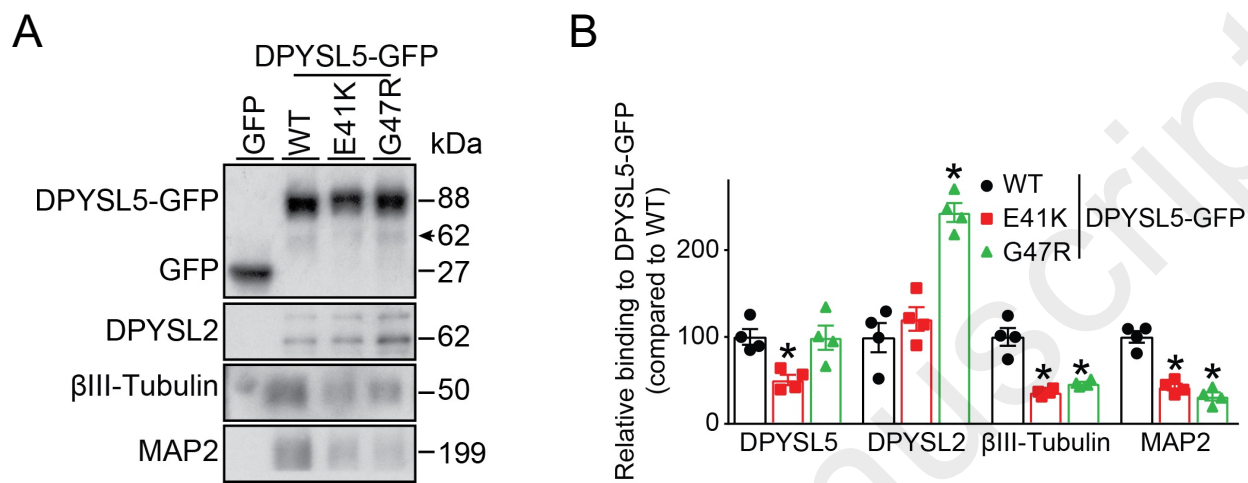 A
DPYSL5-GFP
GFP
WT
E41K
G47R
kDa
DPYSL5-GFP
88
62
GFP
27
DPYSL2
62
βIII-Tubulin
50
MAP2
199
B
Relative binding to DPYSL5-GFP
(compared to WT)
200
100
0
*
*
*
*
*
*
WT
E41K
G47R
DPYSL5-GFP
DPYSL5
DPYSL2
βIII-Tubulin
MAP2